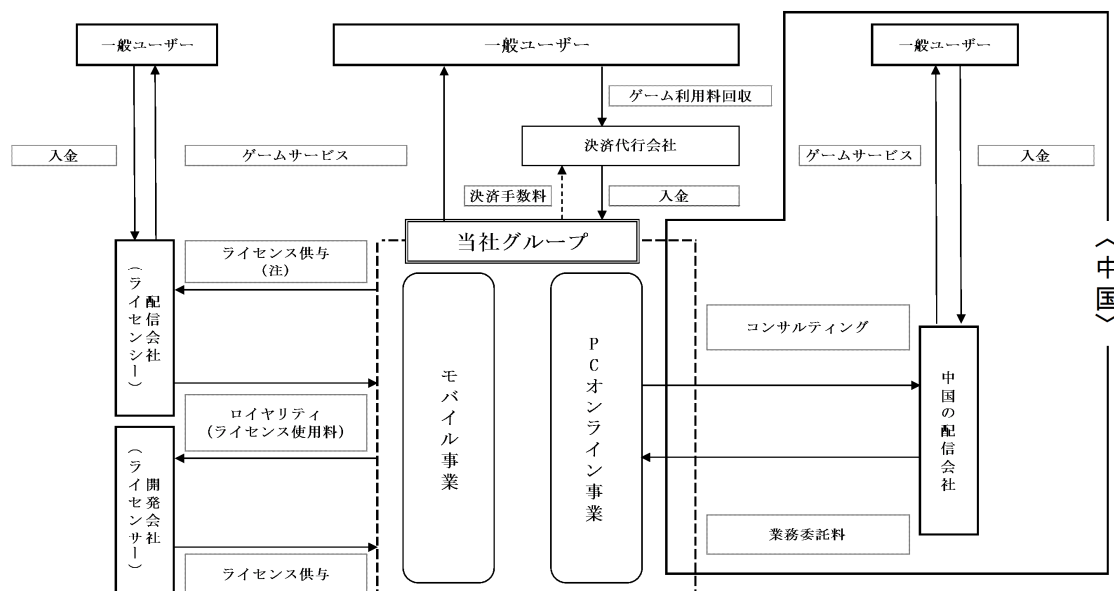 一般ユーザー
一般ユーザー
一般ユーザー
ゲーム利用料回収
入金
ゲームサービス
決済代行会社
ゲームサービス
入金
決済手数料
入金
当社グループ
〈中国〉
ライセンス供与
(注)
配信会社
(ライセンシー)
コンサルティング
モバイル事業
PCオンライン事業
中国の配信会社
ロイヤリティ
(ライセンス使用料)
開発会社
(ライセンサー)
業務委託料
ライセンス供与